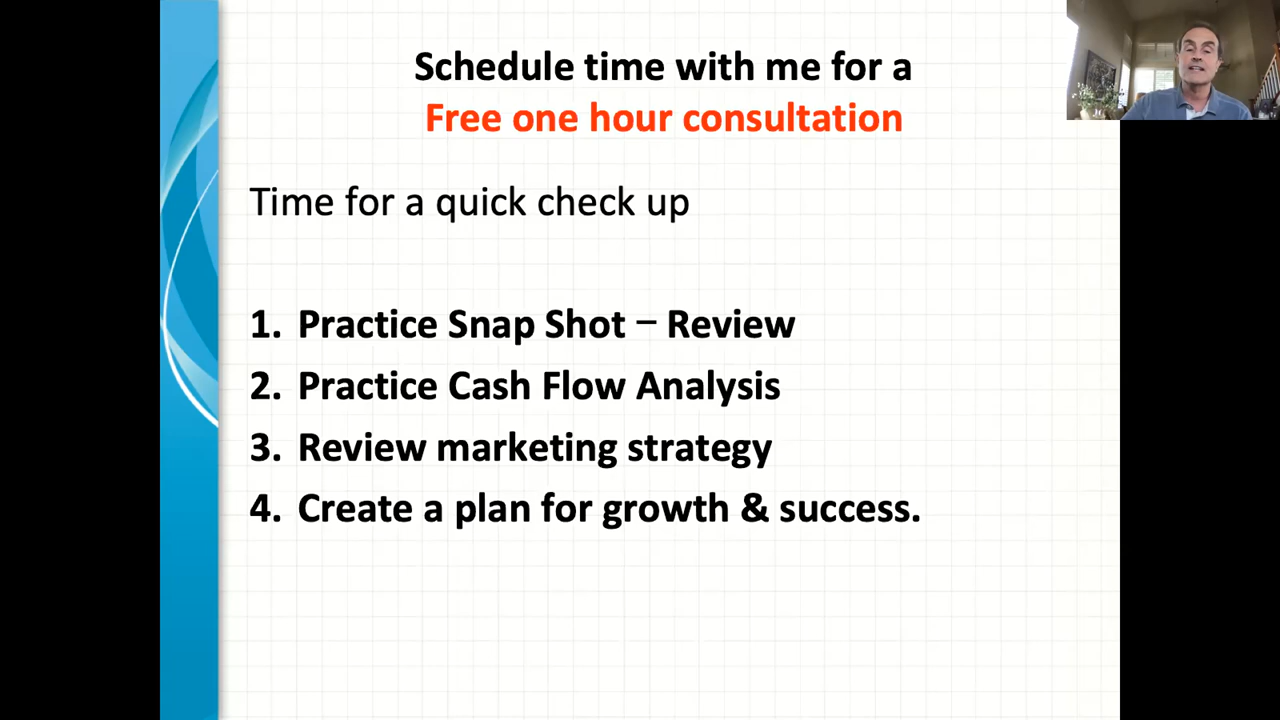 Schedule time with me for a
Free one hour consultation
Time for a quick check up
1. Practice Snap Shot – Review
2. Practice Cash Flow Analysis
3. Review marketing strategy
4. Create a plan for growth & success.